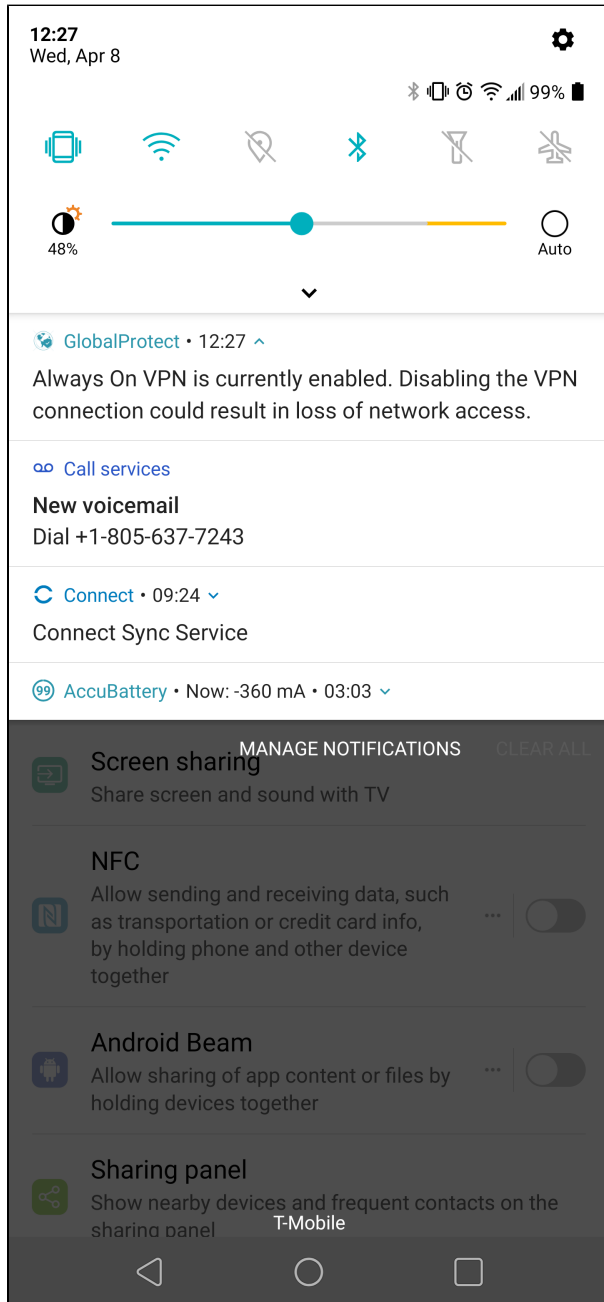 12:27
Wed, Apr 8
99%
48%
Auto
GlobalProtect • 12:27
Always On VPN is currently enabled. Disabling the VPN
connection could result in loss of network access.
Call services
New voicemail
Dial +1-805-637-7243
Connect • 09:24
Connect Sync Service
99 AccuBattery • Now: -360 mA • 03:03
MANAGE NOTIFICATIONS CLEAR ALL
Screen sharing
Share screen and sound with TV
NFC
Allow sending and receiving data, such
as transportation or credit card info,
by holding phone and other device
together
Android Beam
Allow sharing of app content or files by
holding devices together
Sharing panel
Show nearby devices and frequent contacts on the
sharing panel
T-Mobile